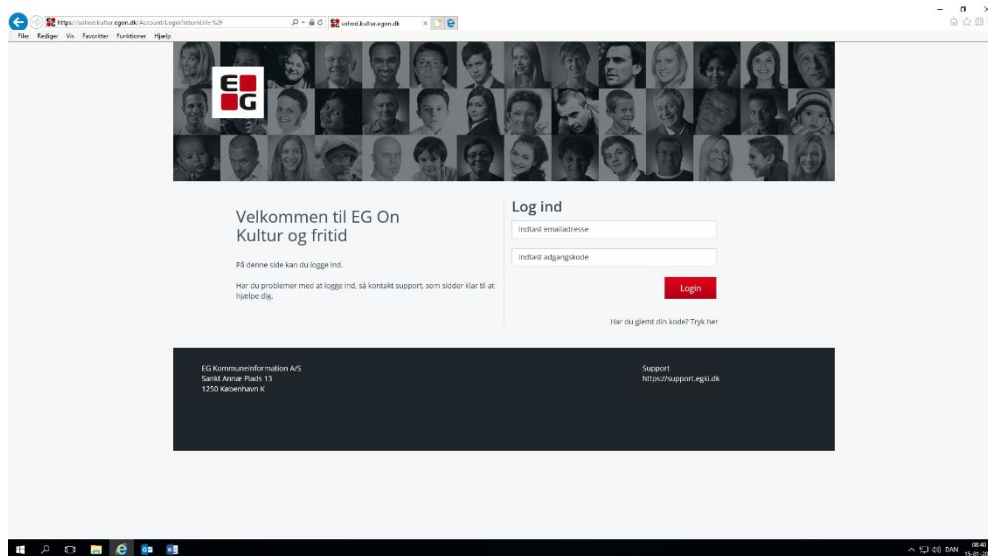 https://solrod.kultur.egon.dk/Account/Login?returnUrl=%2F
solrod.kultur.egon.dk
Filer Rediger Vis Favoritter Funktioner Hjælp
EG
Velkommen til EG On
Kultur og fritid
På denne side kan du logge ind.
Har du problemer med at logge ind, så kontakt support, som sidder klar til at
hjælpe dig.
Log ind
Indtast emailadresse
Indtast adgangskode
Login
Har du glemt din kode? Tryk her
EG Kommuneinformation A/S
Sankt Annæ Plads 13
1250 København K
Support
https://support.egki.dk
DAN
08:40